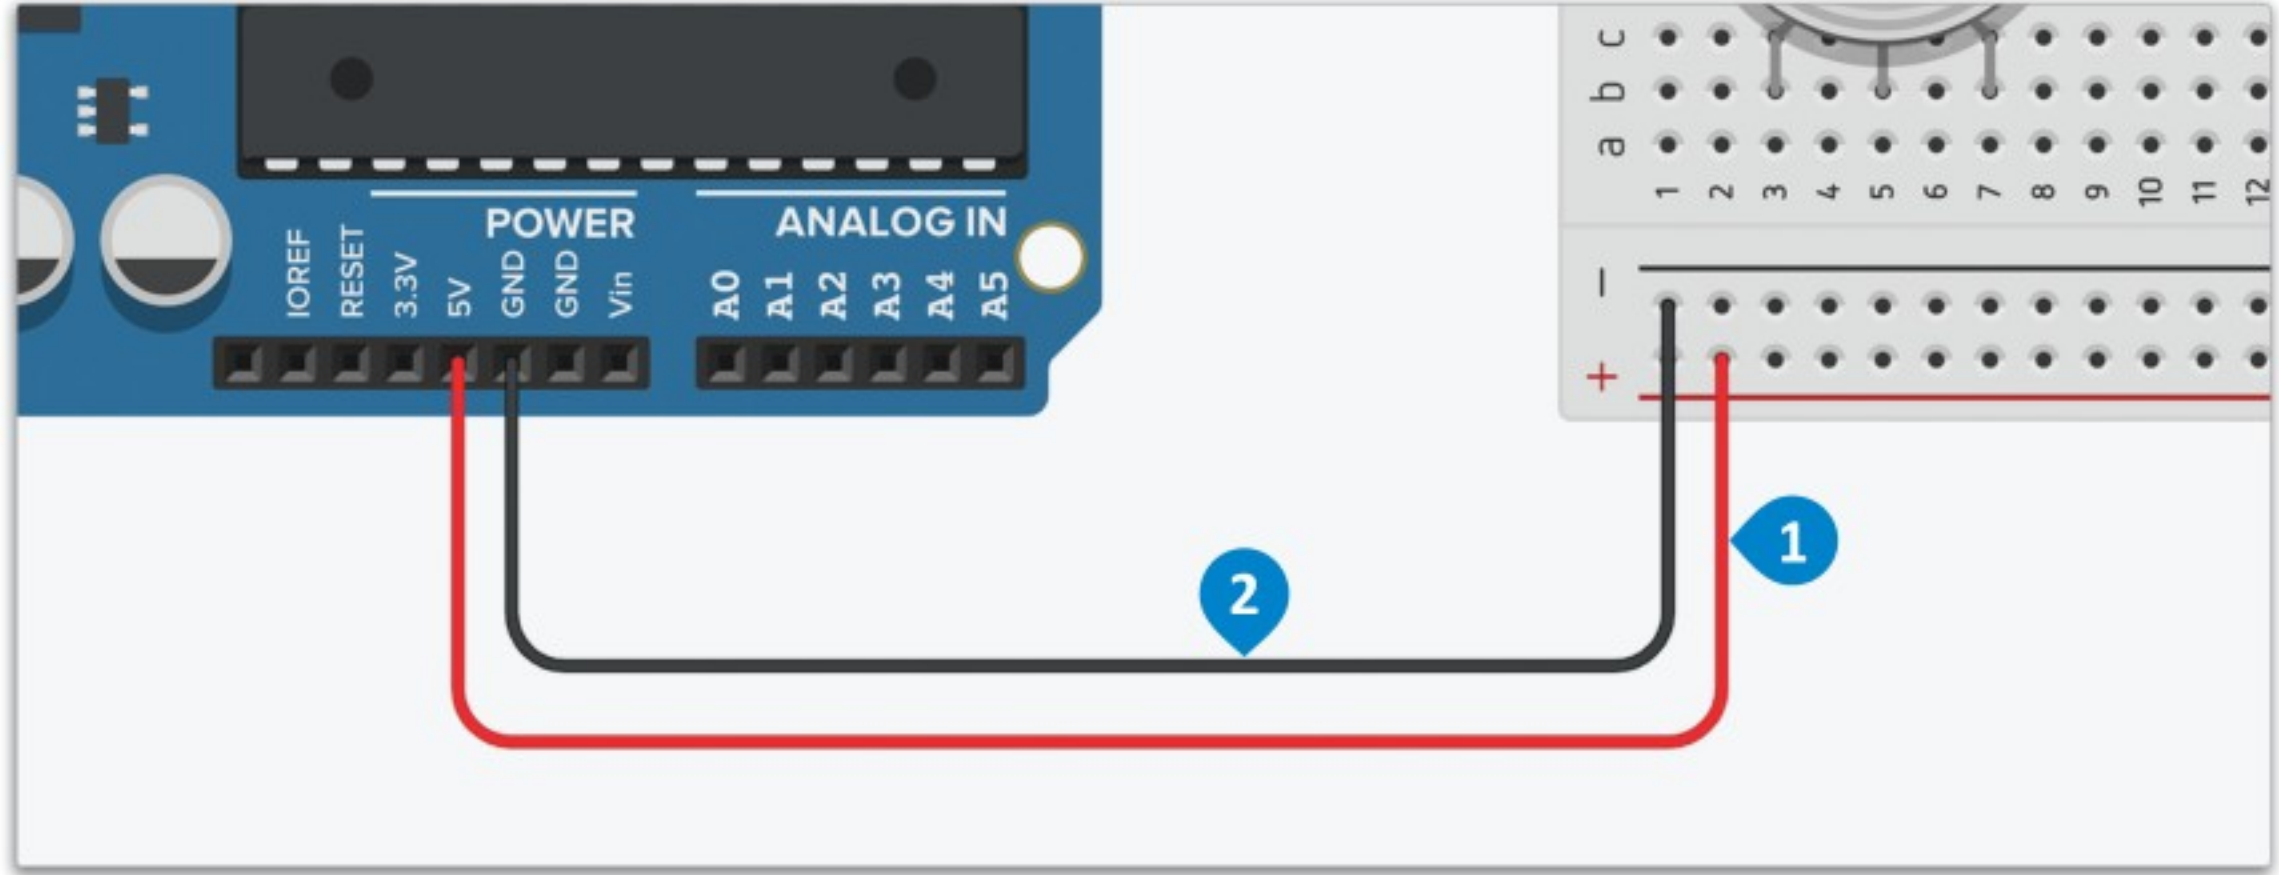 POWER
ANALOG IN
IOREF
RESET
3.3V
5V
GND
GND
Vin
A0
A1
A2
A3
A4
A5
c
b
a
1 2 3 4 5 6 7 8 9 10 11 12
−
+
1
2